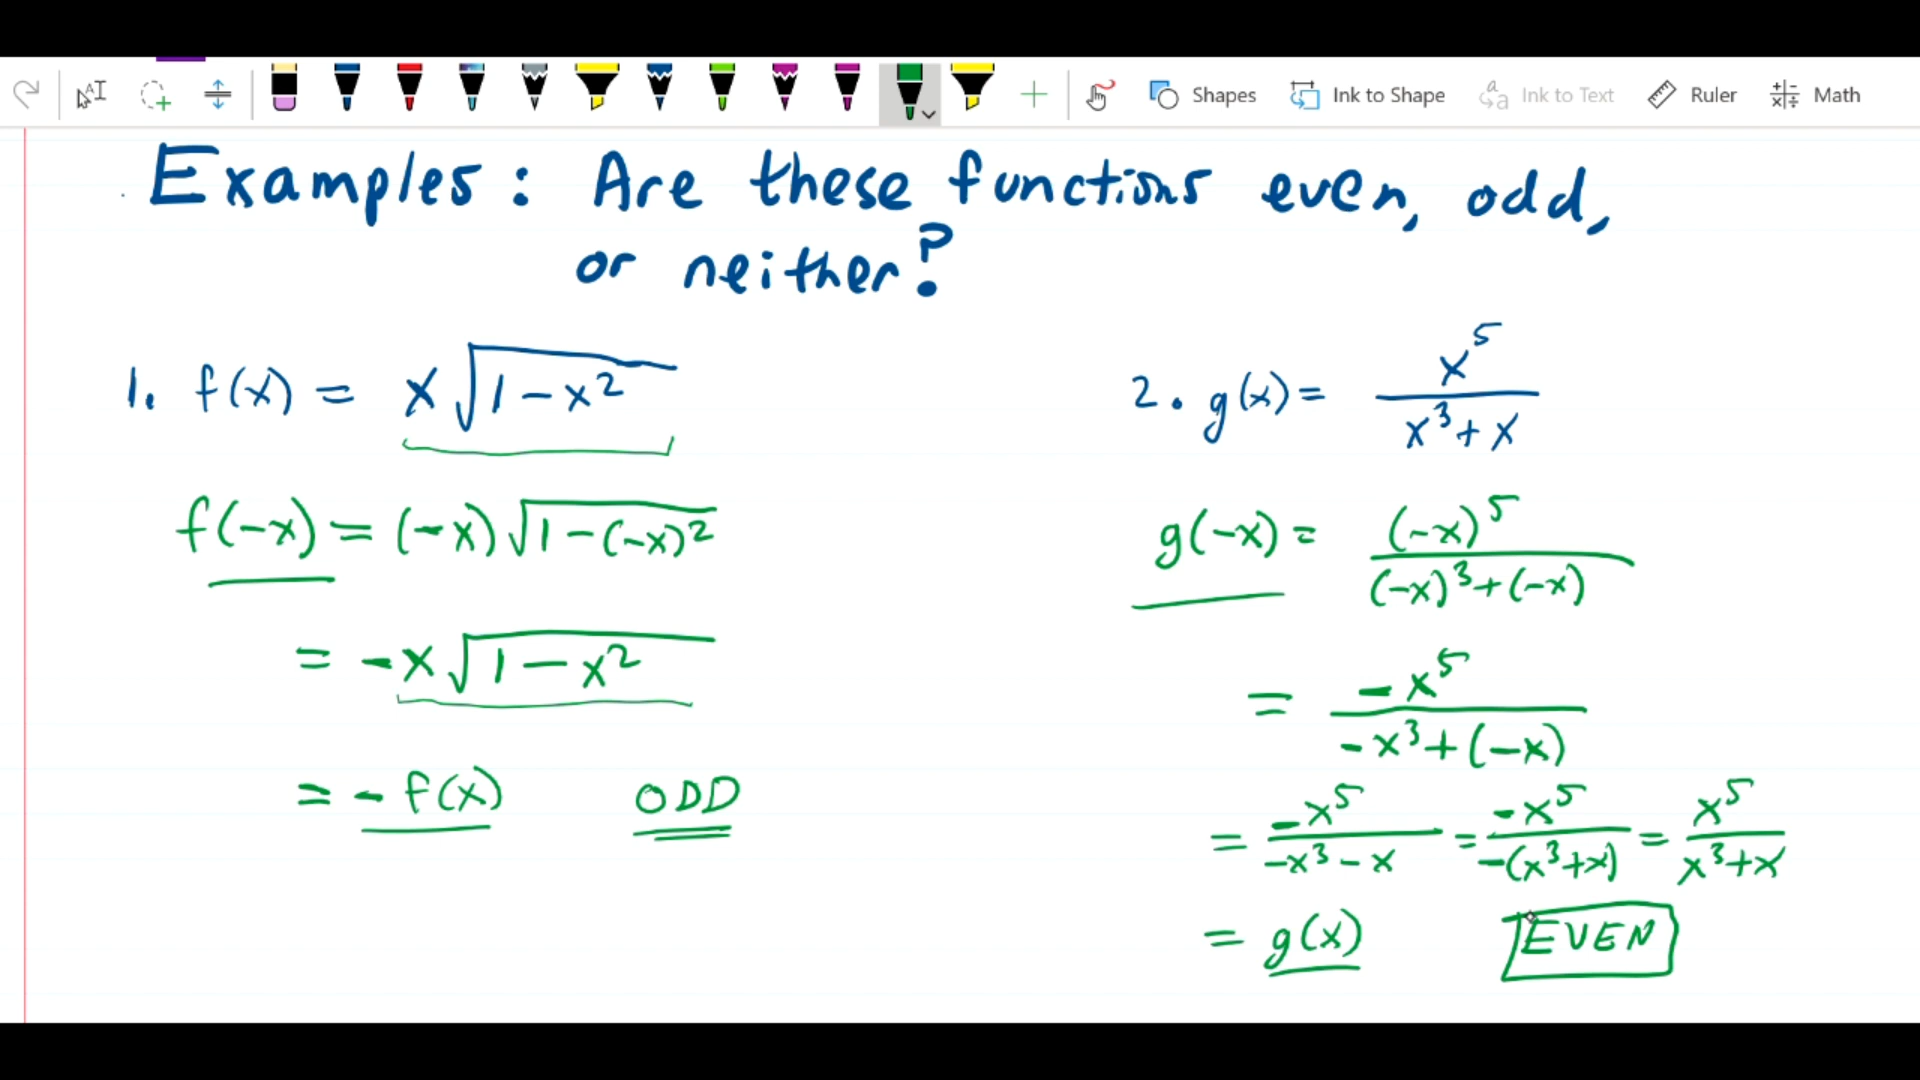 Shapes Ink to Shape Ink to Text Ruler Math
Examples: Are these functions even, odd,
or neither?
1. f(x) = x√(1-x²)
f(-x) = (-x)√(1-(-x)²)
= -x√(1-x²)
= -f(x) ODD
2. g(x) = x⁵/(x³+x)
g(-x) = (-x)⁵/((-x)³+(-x))
= -x⁵/(-x³+(-x))
= -x⁵/(-x³-x) = -x⁵/(-(x³+x)) = x⁵/(x³+x)
= g(x) EVEN